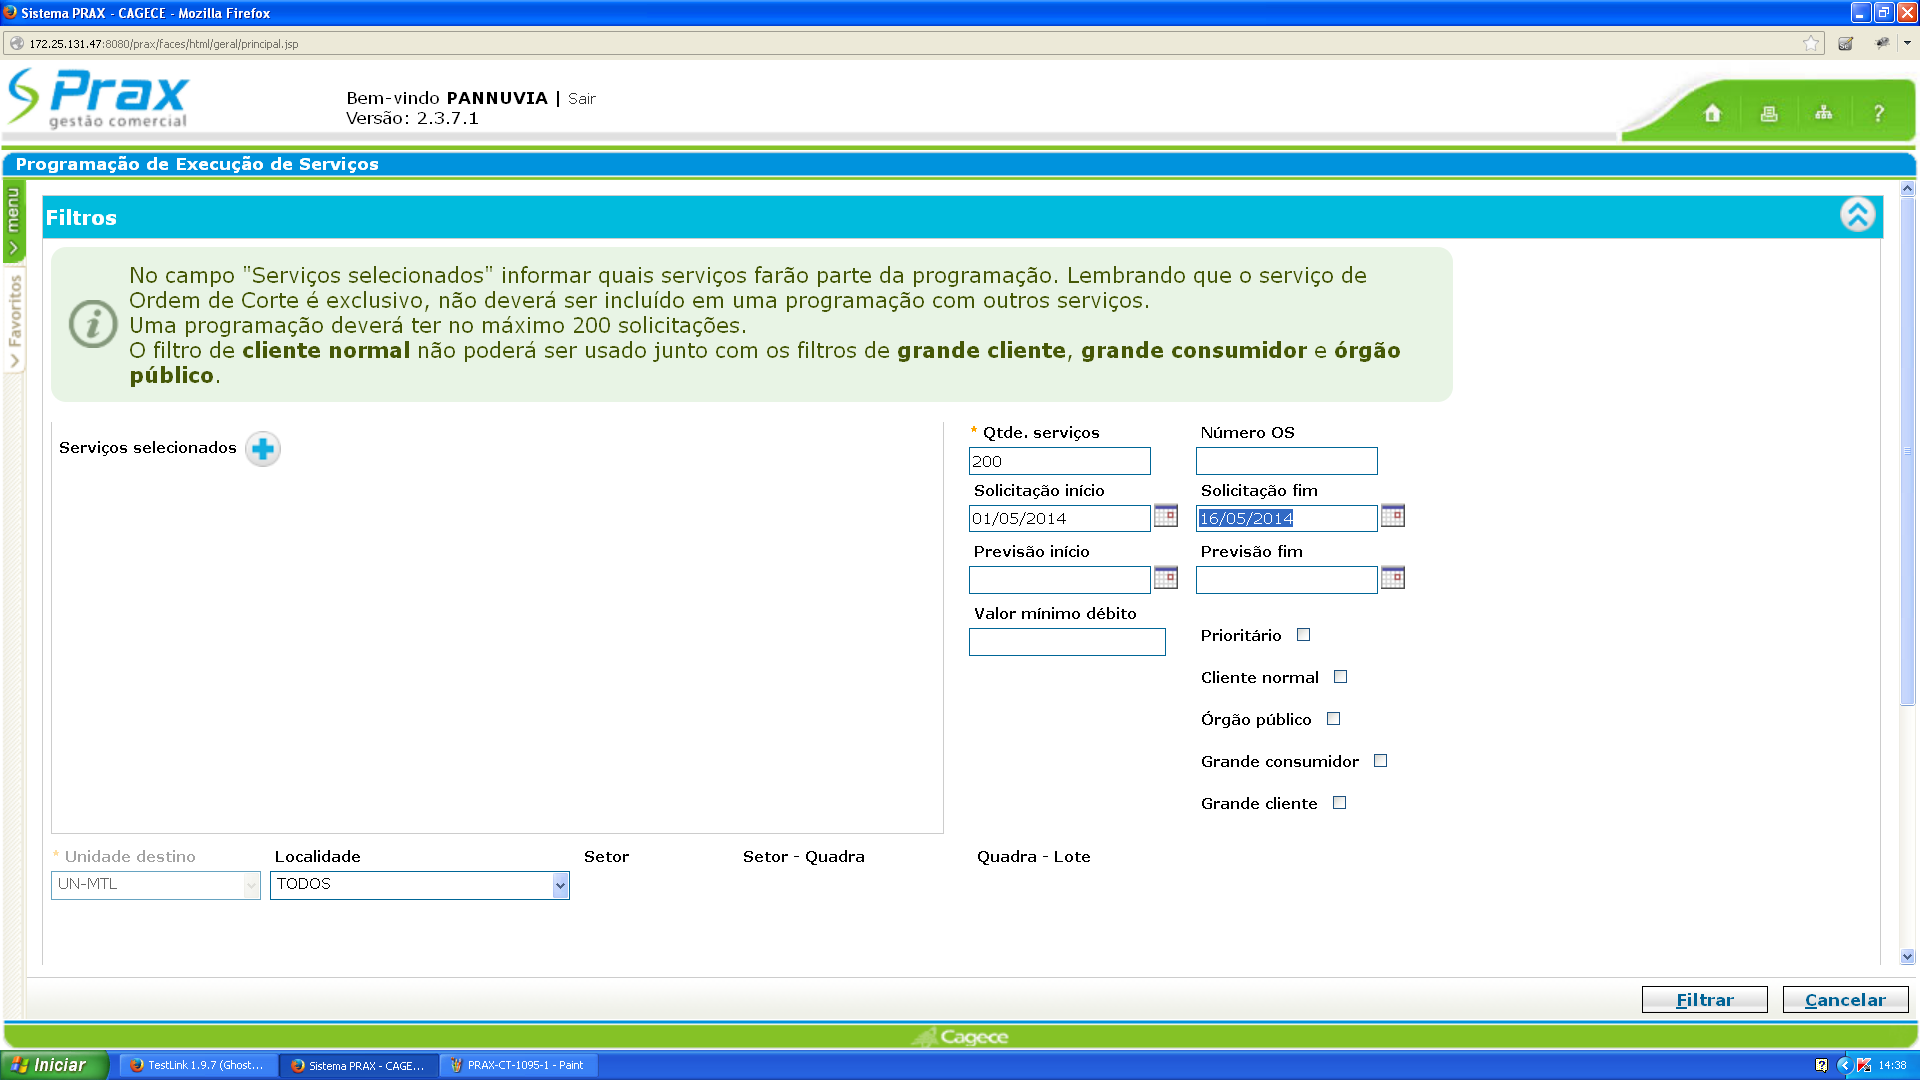 Sistema PRAX - CAGECE - Mozilla Firefox
172.25.131.47:8080/prax/faces/html/geral/principal.jsp
Prax
gestão comercial
Bem-vindo PANNUVIA | Sair
Versão: 2.3.7.1
?
Programação de Execução de Serviços
menu
Favoritos
Filtros
No campo "Serviços selecionados" informar quais serviços farão parte da programação. Lembrando que o serviço de
Ordem de Corte é exclusivo, não deverá ser incluído em uma programação com outros serviços.
Uma programação deverá ter no máximo 200 solicitações.
O filtro de cliente normal não poderá ser usado junto com os filtros de grande cliente, grande consumidor e órgão
público.
Serviços selecionados
* Qtde. serviços
Número OS
200
Solicitação início
Solicitação fim
01/05/2014
16/05/2014
Previsão início
Previsão fim
Valor mínimo débito
Prioritário
Cliente normal
Órgão público
Grande consumidor
Grande cliente
* Unidade destino
Localidade
Setor
Setor - Quadra
Quadra - Lote
UN-MTL
TODOS
Filtrar
Cancelar
Cagece
Iniciar
TestLink 1.9.7 (Ghost...
Sistema PRAX - CAGE...
PRAX-CT-1095-1 - Paint
14:38